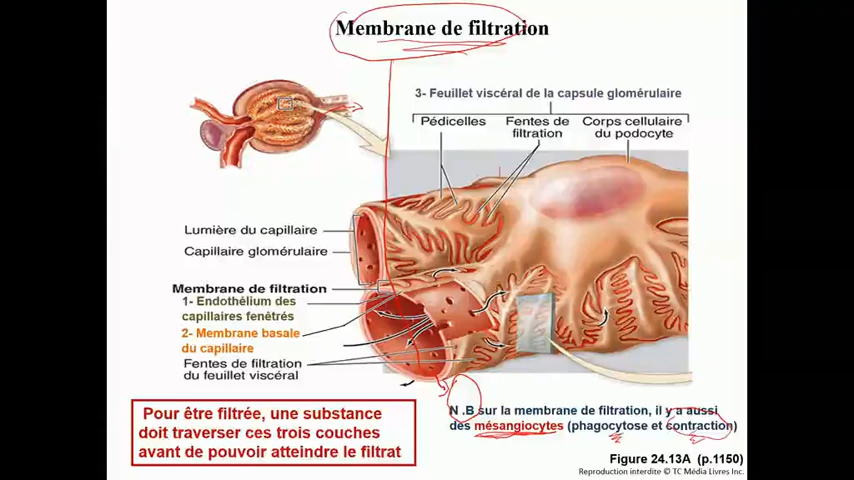 Membrane de filtration
3- Feuillet viscéral de la capsule glomérulaire
Pédicelles
Fentes de
filtration
Corps cellulaire
du podocyte
Lumière du capillaire
Capillaire glomérulaire
Membrane de filtration
1- Endothélium des
capillaires fenêtrés
2- Membrane basale
du capillaire
Fentes de filtration
du feuillet viscéral
Pour être filtrée, une substance
doit traverser ces trois couches
avant de pouvoir atteindre le filtrat
N .B sur la membrane de filtration, il y a aussi
des mésangiocytes (phagocytose et contraction)
Figure 24.13A (p.1150)
Reproduction interdite © TC Média Livres Inc.